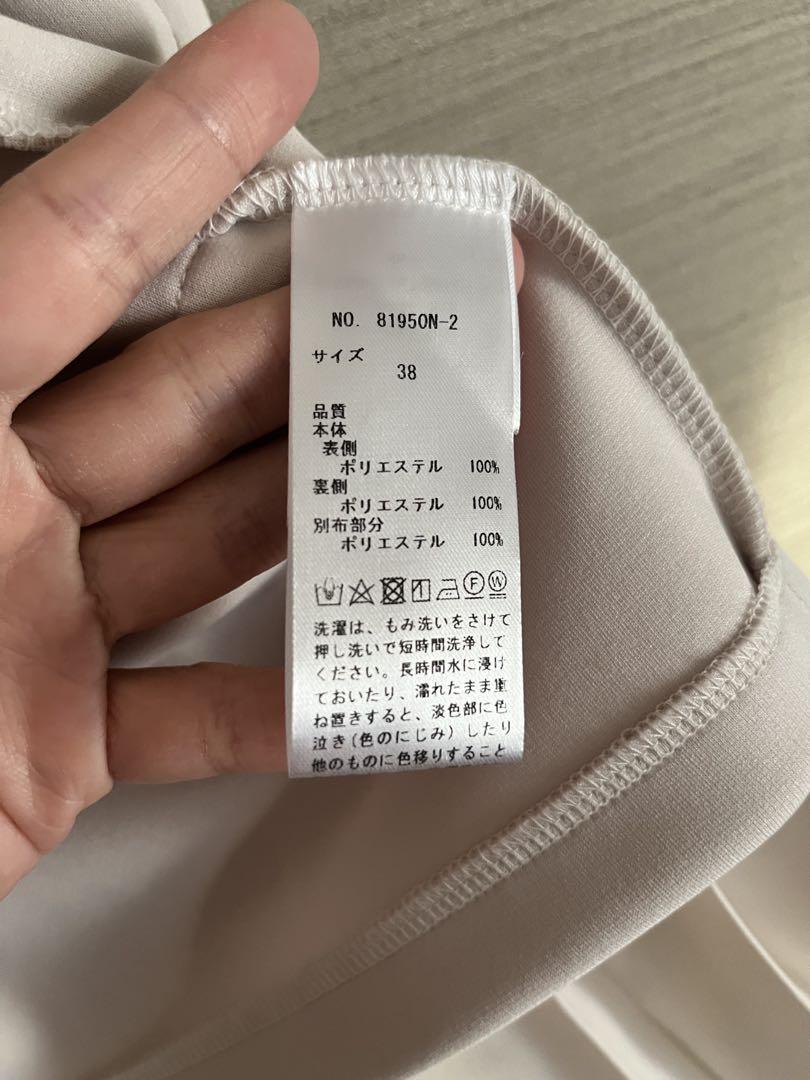 NO. 81950N-2
サイズ
38
品質
本体
表側
ポリエステル 100%
裏側
ポリエステル 100%
別布部分
ポリエステル 100%
F W
洗濯は、もみ洗いをさけて
押し洗いで短時間洗浄して
ください。長時間水に浸け
ておいたり、濡れたまま重
ね置きすると、淡色部に色
泣き(色のにじみ)したり
他のものに色移りすること